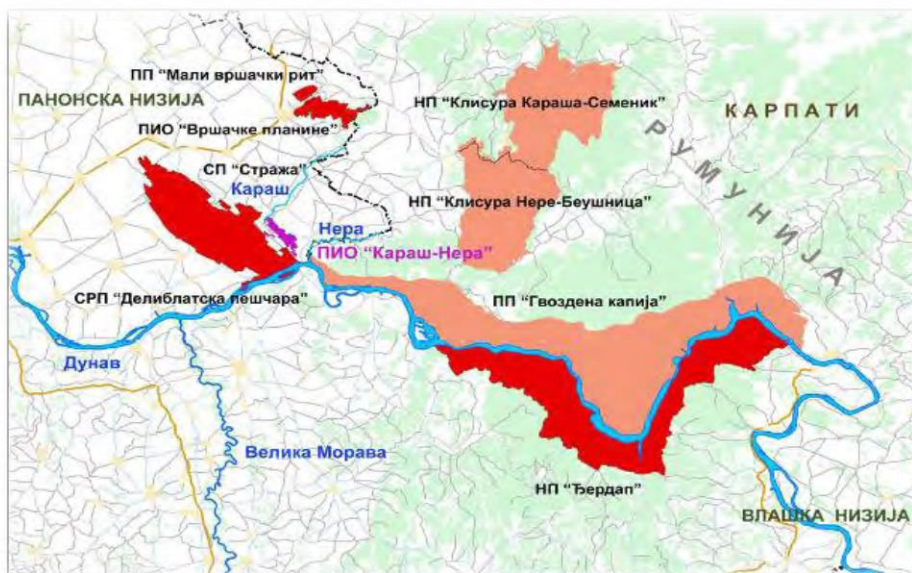 ПП “Мали вршачки рит”
ПАНОНСКА НИЗИЈА
НП “Клисура Караша-Семеник”
КАРПАТИ
ПИО “Вршачке планине”
РУМУНИЈА
СП “Стража”
Караш
НП “Клисура Нере-Беушница”
Нера
ПИО “Караш-Нера”
СРП “Делиблатска пешчара”
ПП “Гвоздена капија”
Дунав
Велика Морава
НП “Ђердап”
ВЛАШКА НИЗИЈА